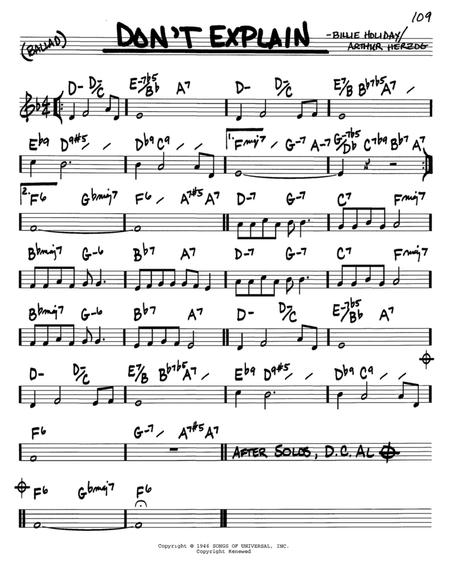 109
(BALLAD) DON'T EXPLAIN -BILLIE HOLIDAY/
ARTHUR HERZOG
D- D-/C E-7b5/Bb A7 D- D-/C E7/B Bb7b5 A7
Eb9 D9#5 / Db9 C9 / / 1. Fmaj7 / G-7 A-7 G-7b5/Db C7b9 Bb7 A7
2. F6 Gbmaj7 F6 / A7#5 A7 D-7 G-7 C7 Fmaj7
Bbmaj7 G-6 Bb7 A7 D-7 G-7 C7 Fmaj7
Bbmaj7 G-6 Bb7 A7 D- D-/C E-7b5/Bb A7
D- D-/C E7/B Bb7b5 A7 / Eb9 D9#5 / / Db9 C9 / /
F6 G-7 / A7#5 A7 AFTER SOLOS, D.C. AL
F6 Gbmaj7 F6
Copyright © 1946 SONGS OF UNIVERSAL, INC.
Copyright Renewed